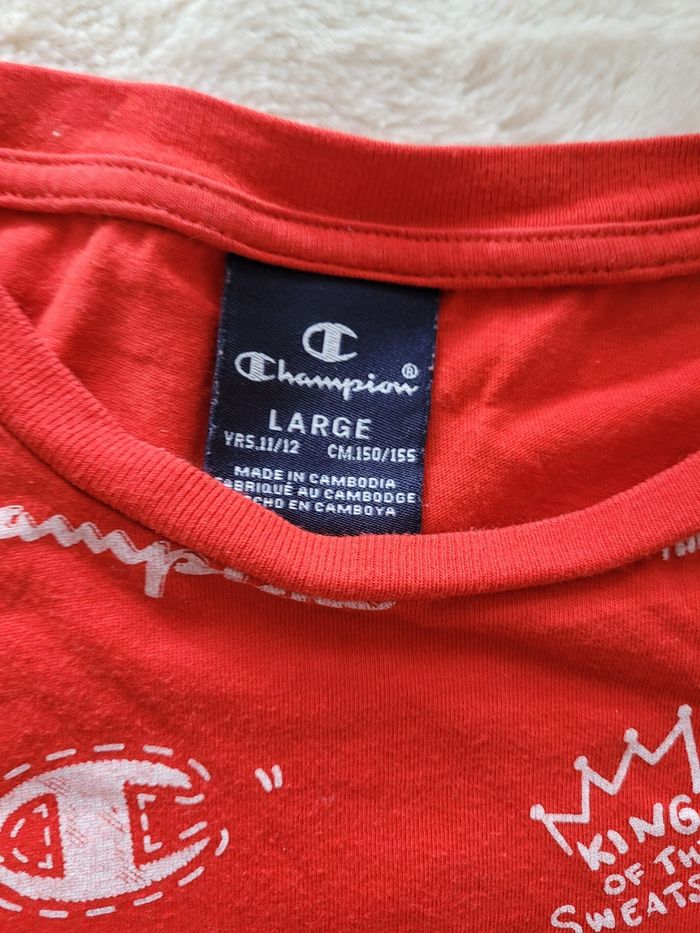 Champion®
LARGE
YRS.11/12 CM.150/155
MADE IN CAMBODIA
FABRIQUÉ AU CAMBODGE
ECHO EN CAMBOYA
KING
OF THE
SWEATS